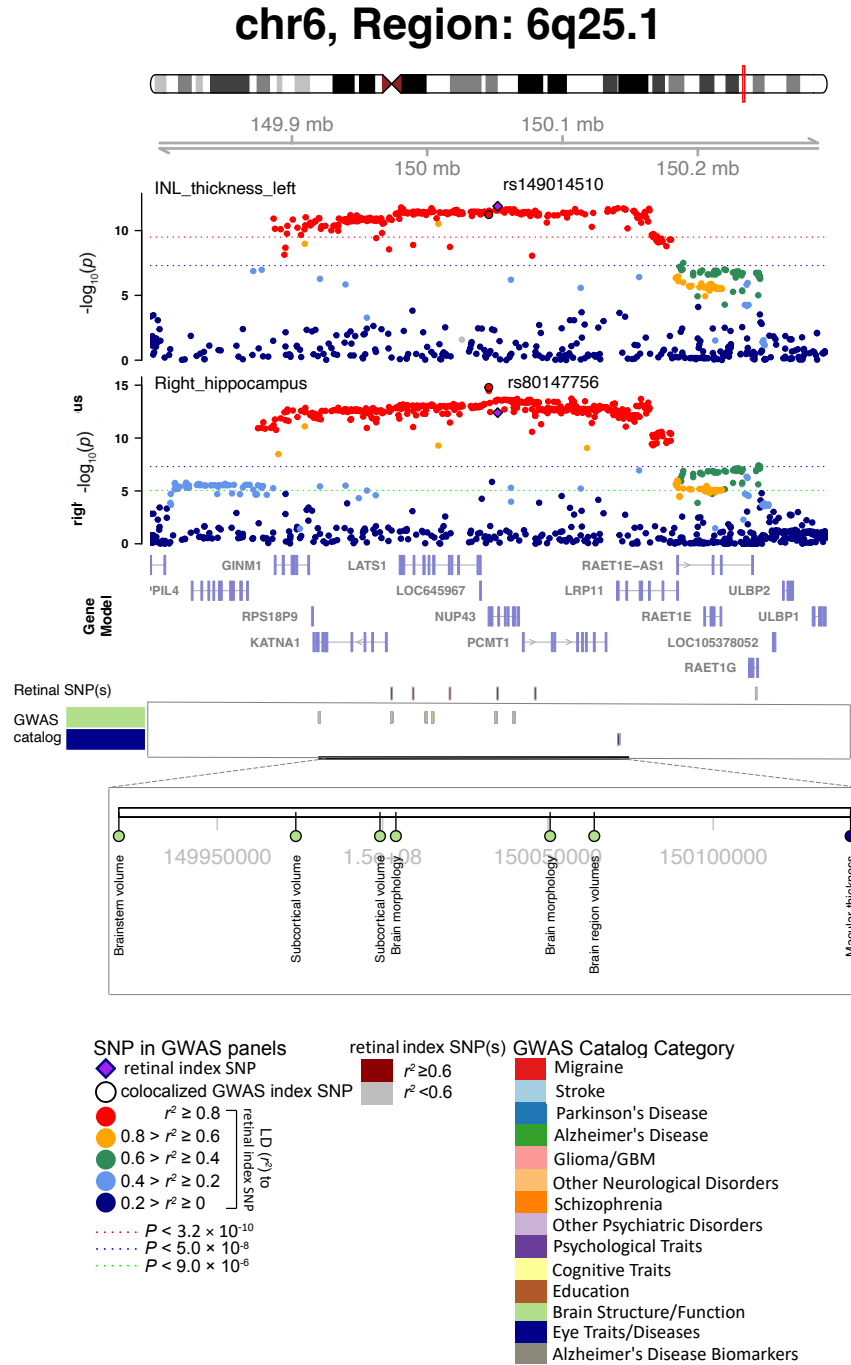 chr6, Region: 6q25.1
149.9 mb
150.1 mb
150 mb
150.2 mb
INL_thickness_left
rs149014510
-log10(p)
10
5
0
Right_hippocampus
rs80147756
us
righ
-log10(p)
15
10
5
0
Gene
Model
GINM1
LATS1
RAET1E−AS1
PPIL4
LOC645967
LRP11
ULBP2
RPS18P9
NUP43
RAET1E
ULBP1
KATNA1
PCMT1
LOC105378052
RAET1G
Retinal SNP(s)
GWAS
catalog
149950000
1.5e+08
150050000
150100000
Brainstem volume
Subcortical volume
Subcortical volume
Brain morphology
Brain morphology
Brain region volumes
Macular thickness
SNP in GWAS panels
retinal index SNP
colocalized GWAS index SNP
r² ≥ 0.8
0.8 > r² ≥ 0.6
0.6 > r² ≥ 0.4
0.4 > r² ≥ 0.2
0.2 > r² ≥ 0
LD (r²) to
retinal index SNP
P < 3.2 × 10⁻¹⁰
P < 5.0 × 10⁻⁸
P < 9.0 × 10⁻⁶
retinal index SNP(s)
r² ≥0.6
r² <0.6
GWAS Catalog Category
Migraine
Stroke
Parkinson's Disease
Alzheimer's Disease
Glioma/GBM
Other Neurological Disorders
Schizophrenia
Other Psychiatric Disorders
Psychological Traits
Cognitive Traits
Education
Brain Structure/Function
Eye Traits/Diseases
Alzheimer's Disease Biomarkers